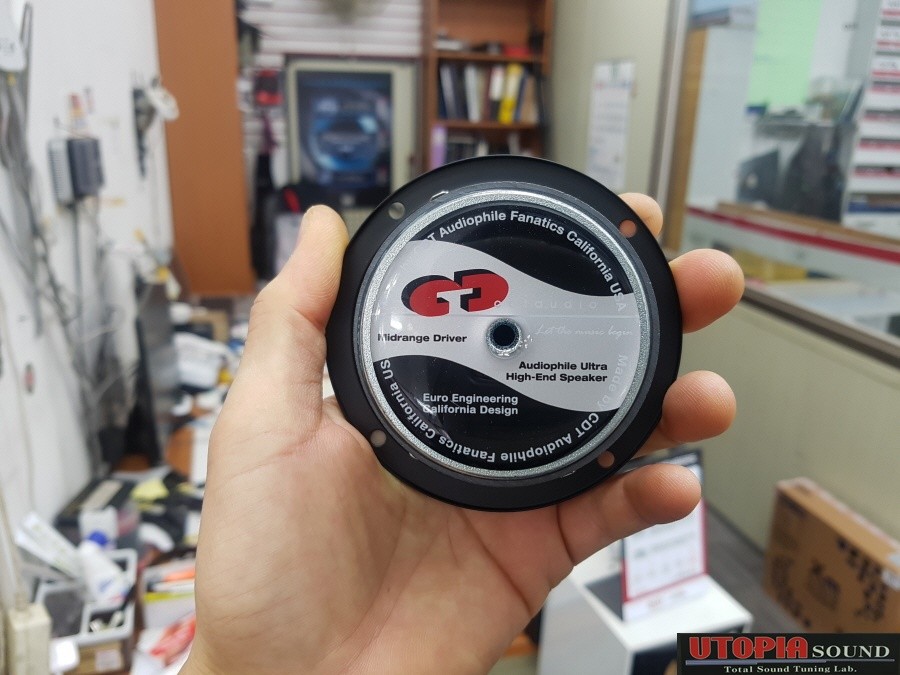 T Audiophile Fanatics California USA
CDT
audio
Let the music begin
Midrange Driver
Audiophile Ultra
High-End Speaker
Euro Engineering
California Design
Made by CDT Audiophile Fanatics California US
UTOPIA SOUND
Total Sound Tuning Lab.